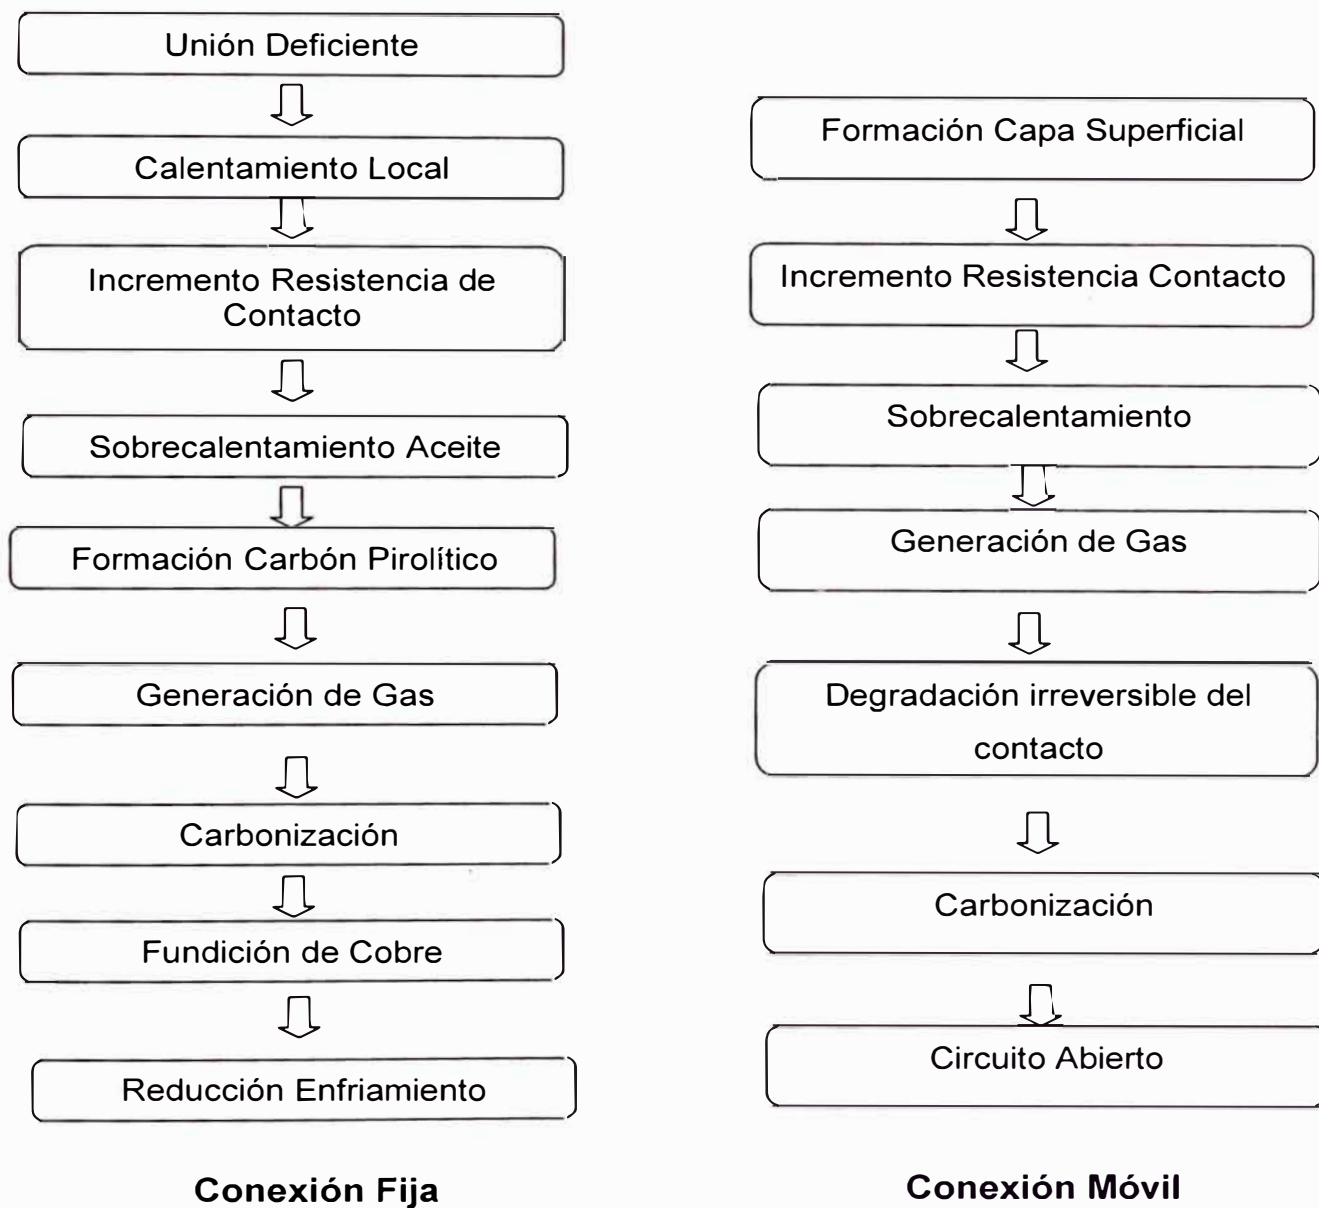 Unión Deficiente
Calentamiento Local
Incremento Resistencia de
Contacto
Sobrecalentamiento Aceite
Formación Carbón Pirolítico
Generación de Gas
Carbonización
Fundición de Cobre
Reducción Enfriamiento
Conexión Fija
Formación Capa Superficial
Incremento Resistencia Contacto
Sobrecalentamiento
Generación de Gas
Degradación irreversible del
contacto
Carbonización
Circuito Abierto
Conexión Móvil